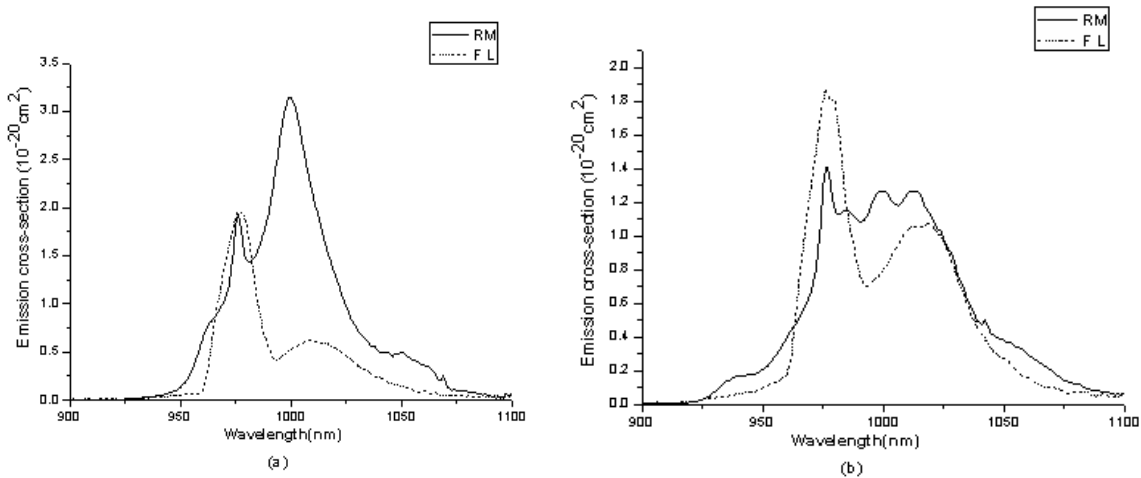 RM
F L
3.5
3.0
2.5
2.0
1.5
1.0
0.5
0.0
Emission cross-section (10⁻²⁰cm²)
900
950
1000
1050
1100
Wavelength(nm)
(a)
RM
F L
2.0
1.8
1.6
1.4
1.2
1.0
0.8
0.6
0.4
0.2
0.0
Emission cross-section (10⁻²⁰cm²)
900
950
1000
1050
1100
Wavelength(nm)
(b)